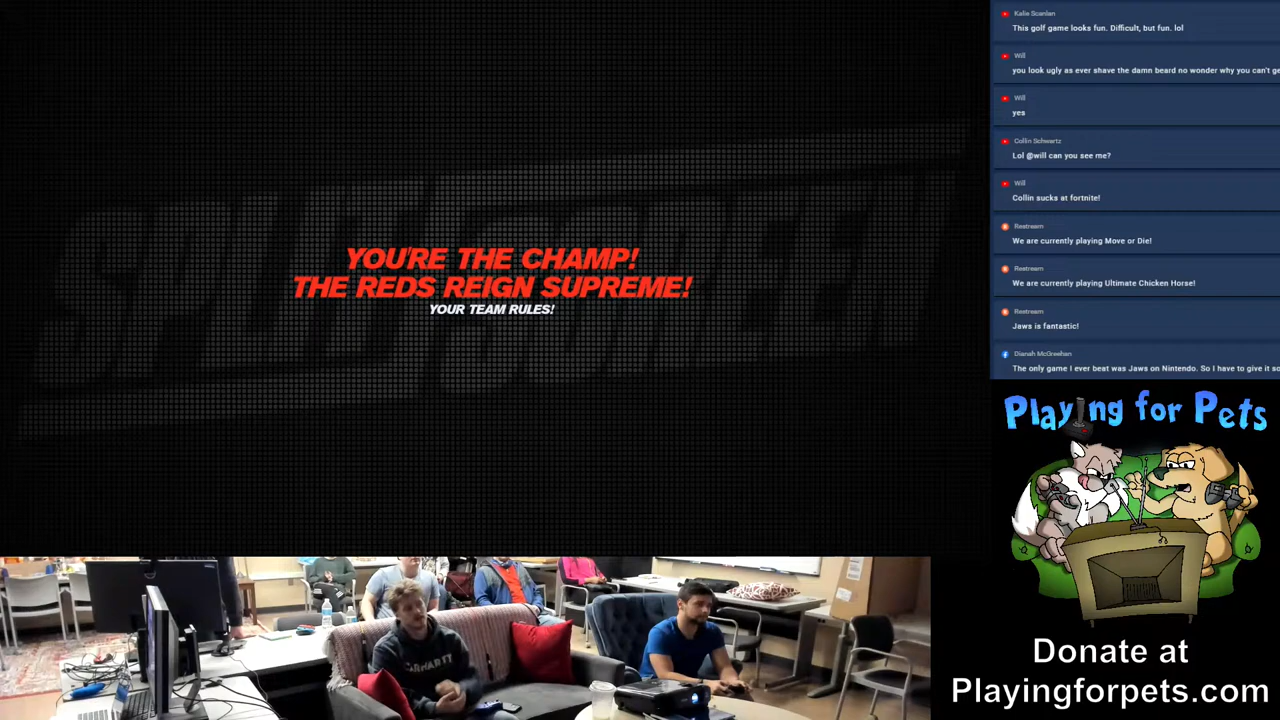 YOU'RE THE CHAMP!
THE REDS REIGN SUPREME!
YOUR TEAM RULES!
Kalie Scanlan
This golf game looks fun. Difficult, but fun. lol
Will
you look ugly as ever shave the damn beard no wonder why you can't ge
Will
yes
Collin Schwartz
Lol @will can you see me?
Will
Collin sucks at fortnite!
Restream
We are currently playing Move or Die!
Restream
We are currently playing Ultimate Chicken Horse!
Restream
Jaws is fantastic!
Dianah McGreehan
The only game I ever beat was Jaws on Nintendo. So I have to give it so
Playing for Pets
Donate at
Playingforpets.com
CARHARTT